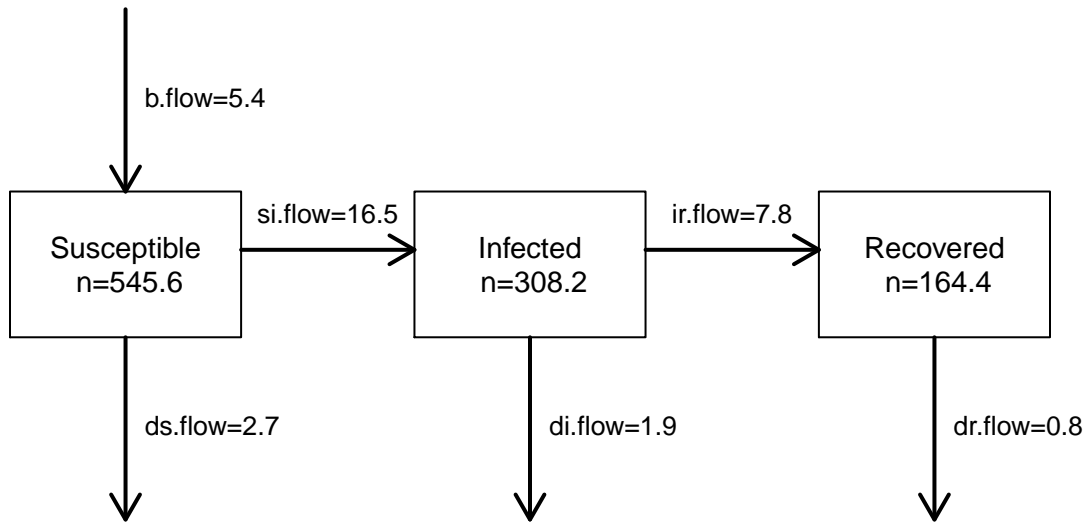 b.flow=5.4
Susceptible
n=545.6
si.flow=16.5
Infected
n=308.2
ir.flow=7.8
Recovered
n=164.4
ds.flow=2.7
di.flow=1.9
dr.flow=0.8